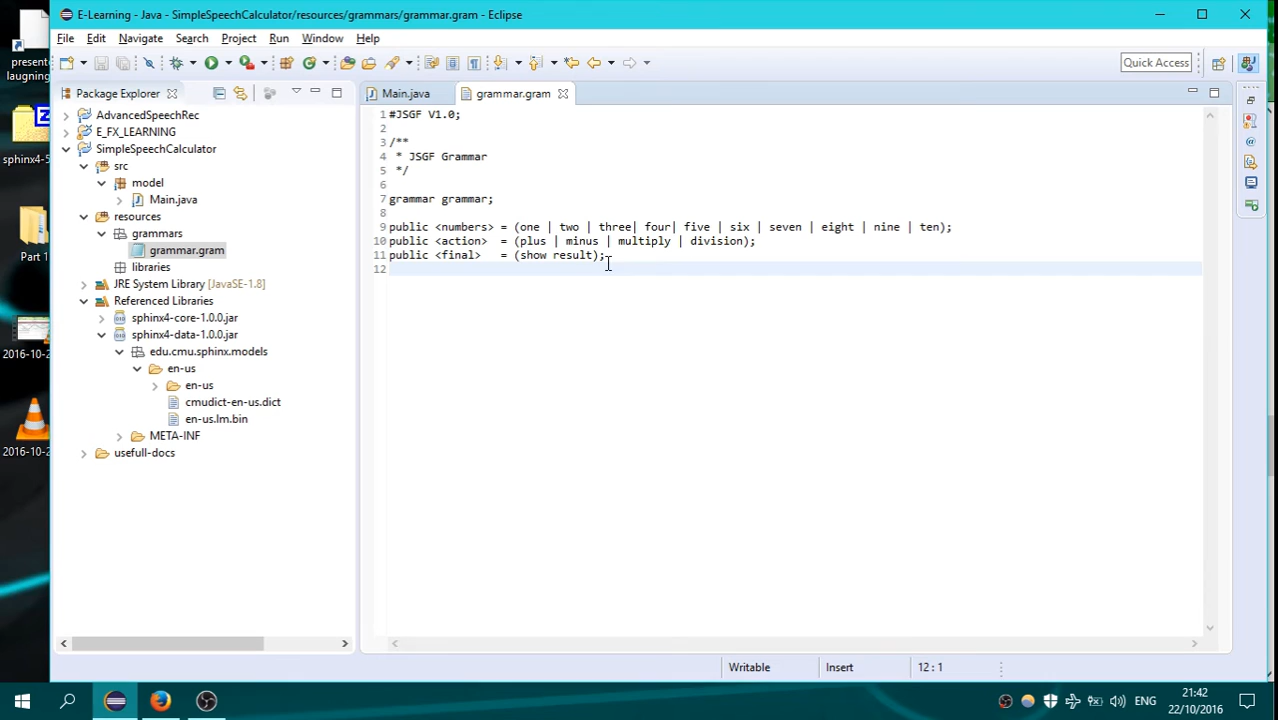 E-Learning - Java - SimpleSpeechCalculator/resources/grammars/grammar.gram - Eclipse
File Edit Navigate Search Project Run Window Help
Quick Access
Package Explorer
AdvancedSpeechRec
E_FX_LEARNING
SimpleSpeechCalculator
src
model
Main.java
resources
grammars
grammar.gram
libraries
JRE System Library [JavaSE-1.8]
Referenced Libraries
sphinx4-core-1.0.0.jar
sphinx4-data-1.0.0.jar
edu.cmu.sphinx.models
en-us
en-us
cmudict-en-us.dict
en-us.lm.bin
META-INF
usefull-docs
Main.java grammar.gram
1 #JSGF V1.0;
2
3 /**
4 * JSGF Grammar
5 */
6
7 grammar grammar;
8
9 public <numbers> = (one | two | three| four| five | six | seven | eight | nine | ten);
10 public <action> = (plus | minus | multiply | division);
11 public <final> = (show result);
12
Writable Insert 12 : 1
present
laugning
sphinx4-5
Part 1
2016-10-2
2016-10-2
ENG
21:42
22/10/2016